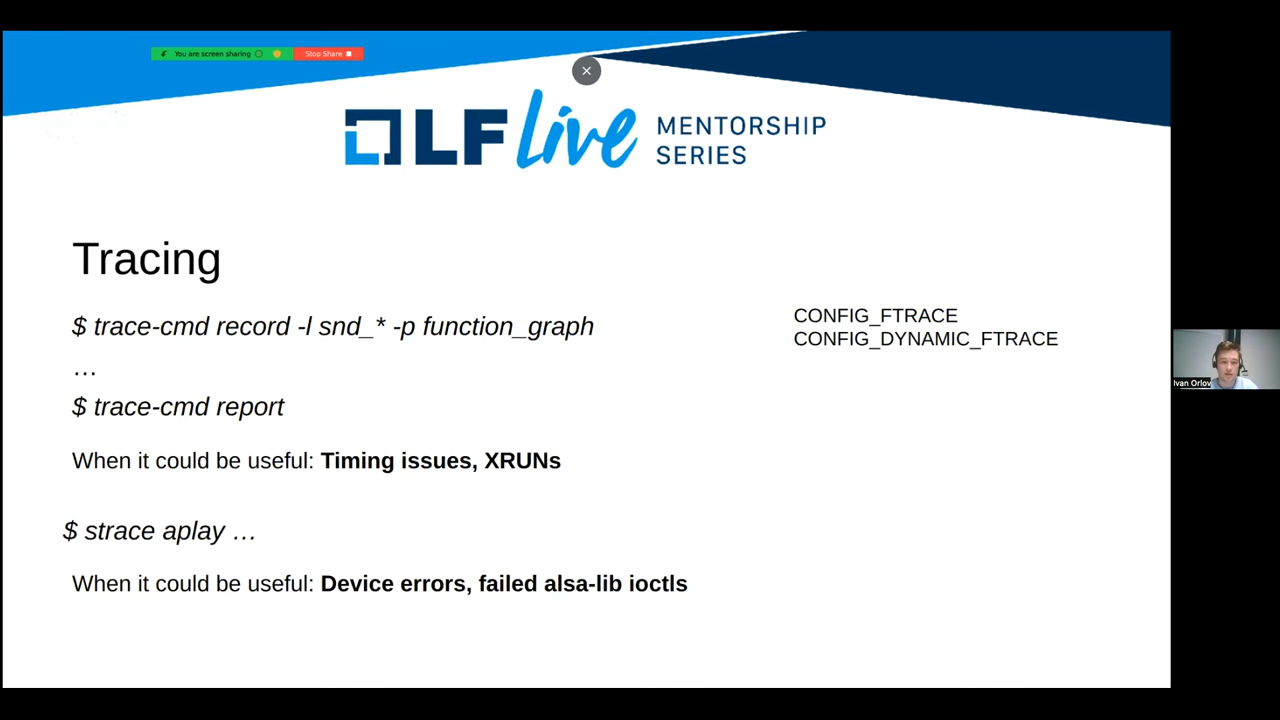 You are screen sharing
Stop Share
LF live MENTORSHIP
SERIES
Tracing
$ trace-cmd record -l snd_* -p function_graph
…
$ trace-cmd report
When it could be useful: Timing issues, XRUNs
$ strace aplay …
When it could be useful: Device errors, failed alsa-lib ioctls
CONFIG_FTRACE
CONFIG_DYNAMIC_FTRACE
Ivan Orlov